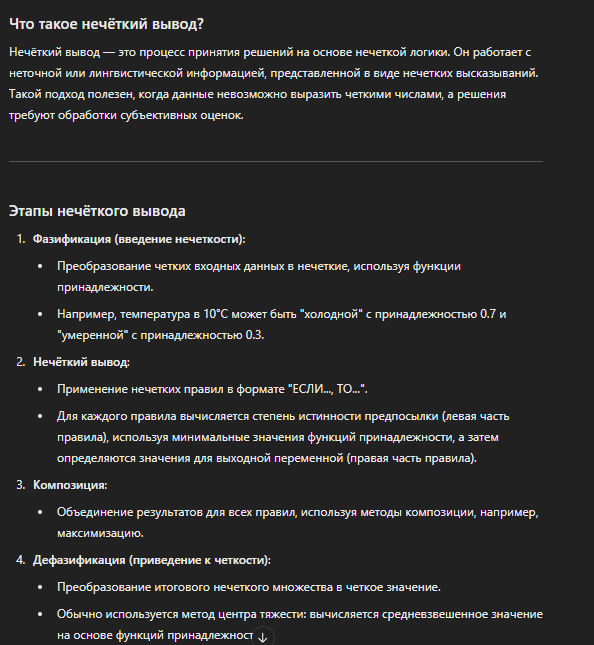 Что такое нечёткий вывод?
Нечёткий вывод — это процесс принятия решений на основе нечеткой логики. Он работает с
неточной или лингвистической информацией, представленной в виде нечетких высказываний.
Такой подход полезен, когда данные невозможно выразить четкими числами, а решения
требуют обработки субъективных оценок.
Этапы нечёткого вывода
1. Фазификация (введение нечеткости):
• Преобразование четких входных данных в нечеткие, используя функции
принадлежности.
• Например, температура в 10°C может быть "холодной" с принадлежностью 0.7 и
"умеренной" с принадлежностью 0.3.
2. Нечёткий вывод:
• Применение нечетких правил в формате "ЕСЛИ..., ТО...".
• Для каждого правила вычисляется степень истинности предпосылки (левая часть
правила), используя минимальные значения функций принадлежности, а затем
определяются значения для выходной переменной (правая часть правила).
3. Композиция:
• Объединение результатов для всех правил, используя методы композиции, например,
максимизацию.
4. Дефазификация (приведение к четкости):
• Преобразование итогового нечеткого множества в четкое значение.
• Обычно используется метод центра тяжести: вычисляется средневзвешенное значение
на основе функций принадлежност